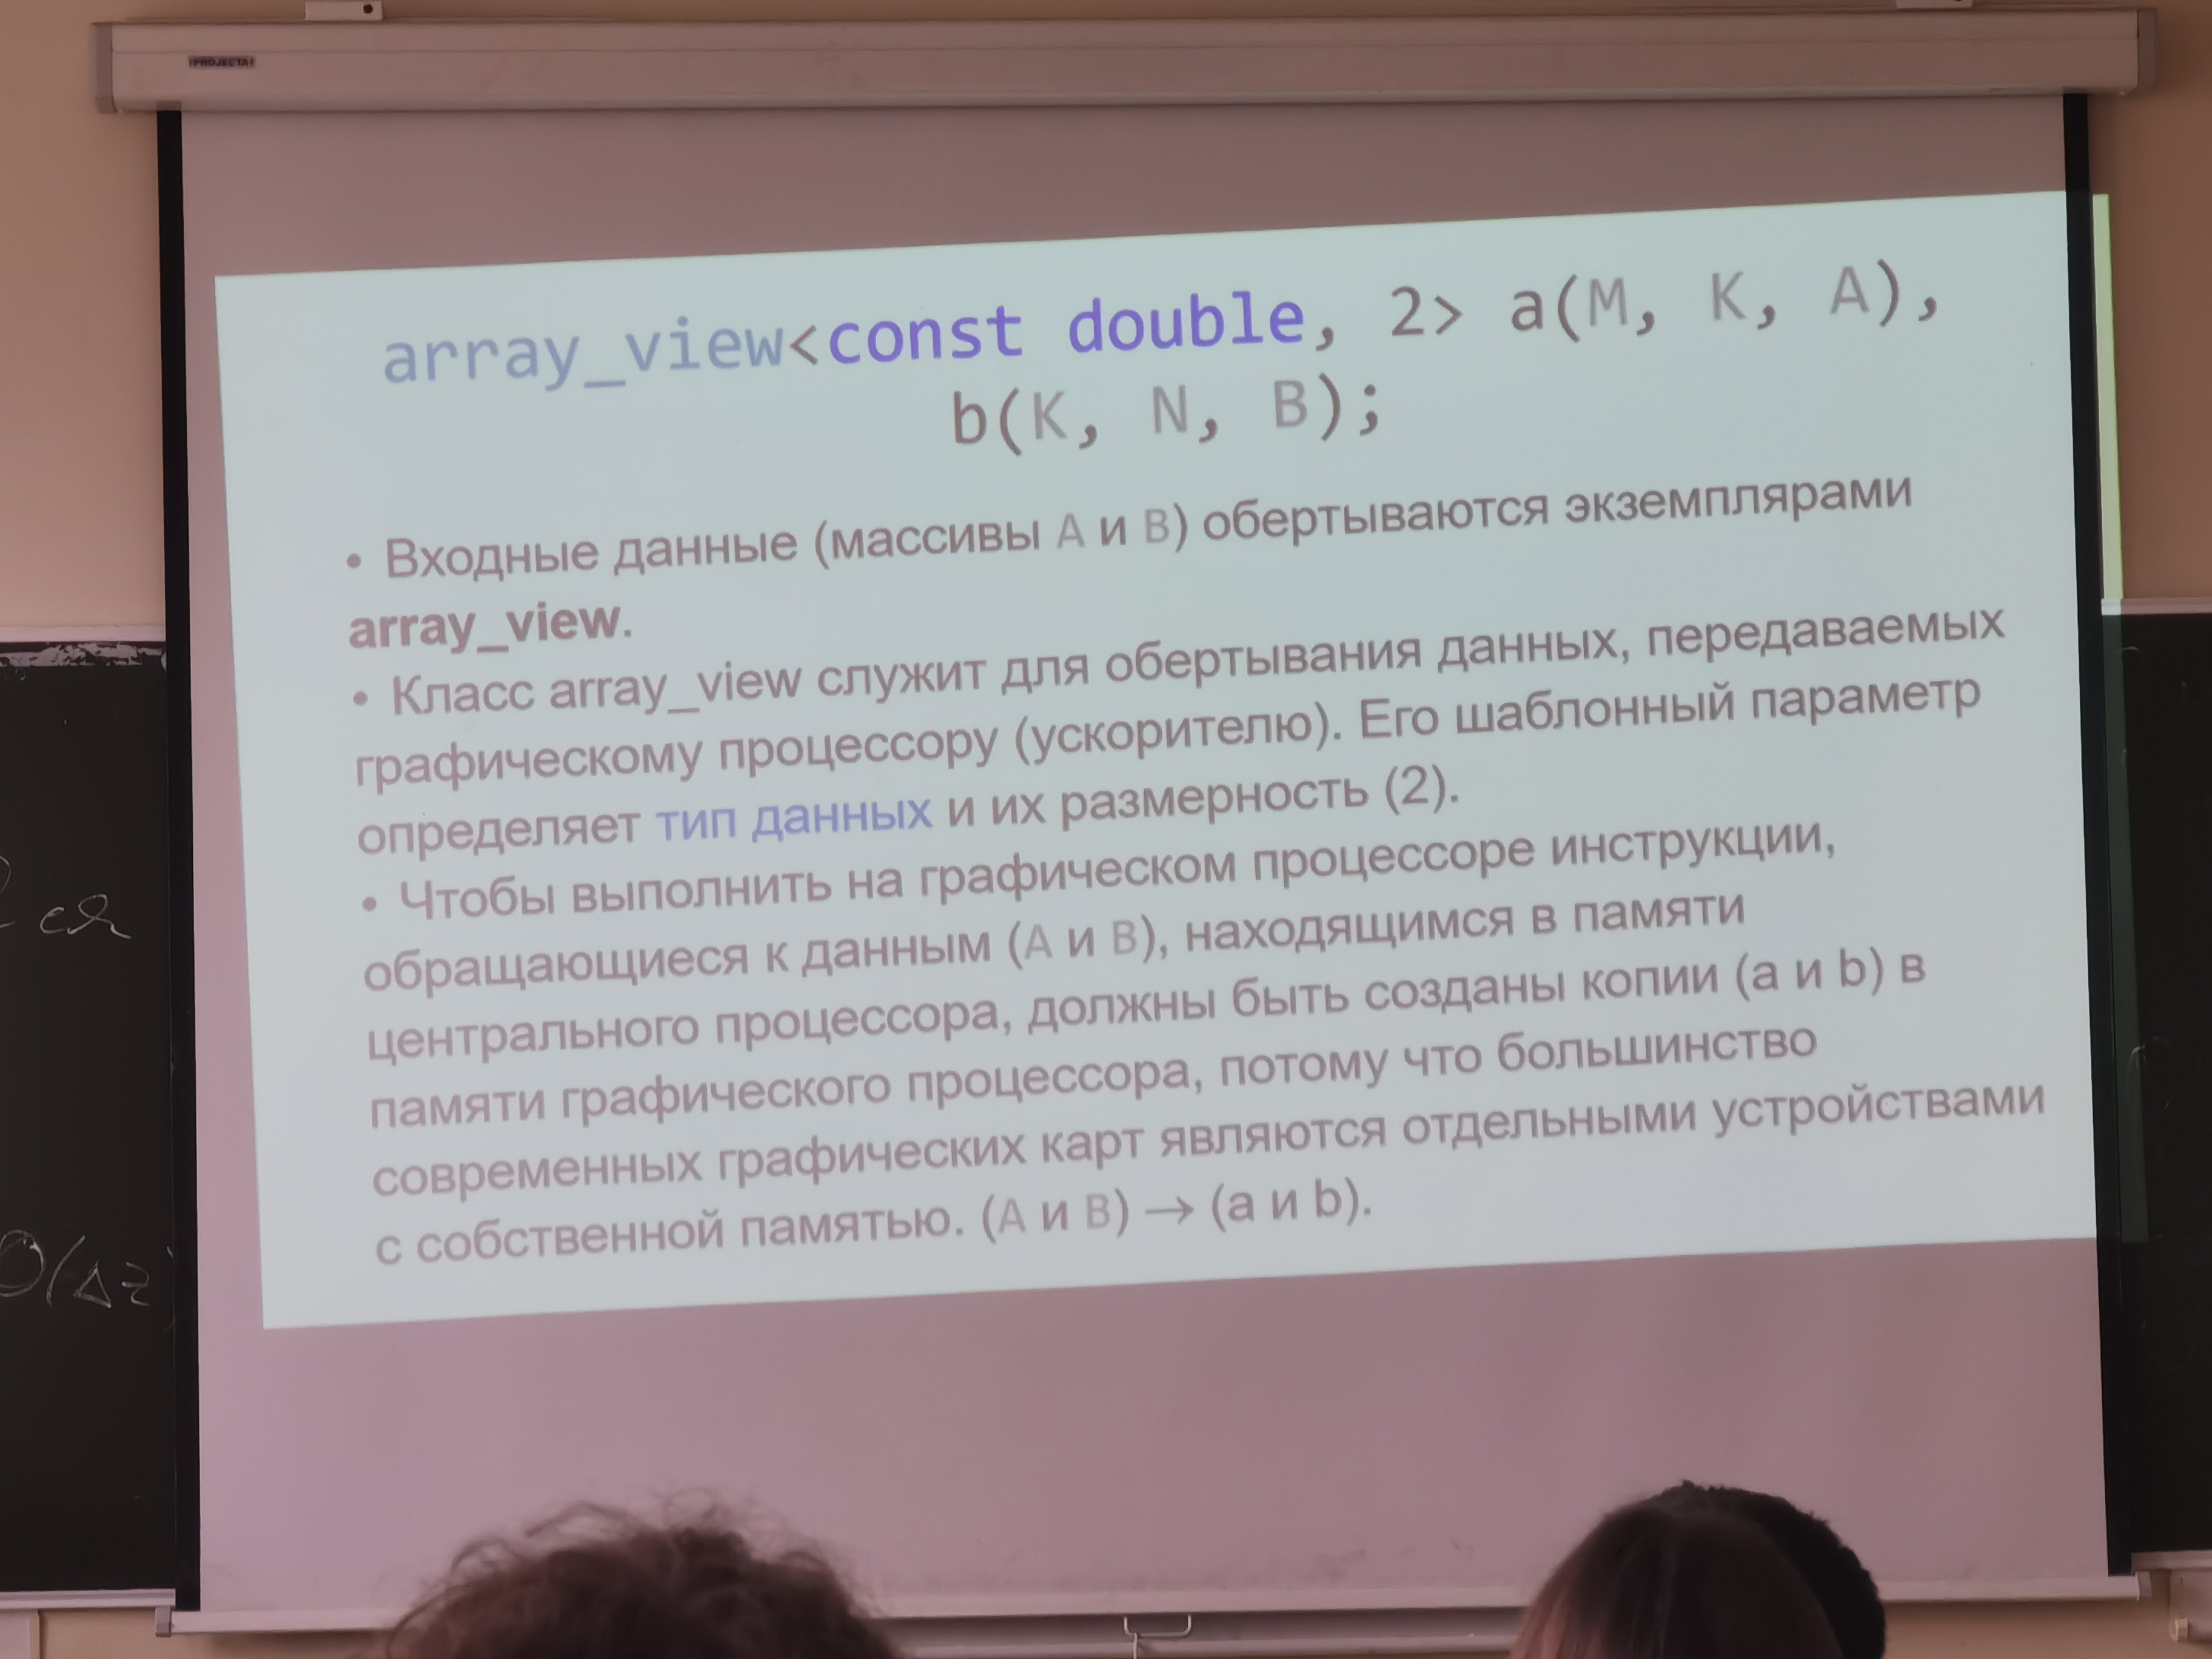 PROJECTA
array_view<const double, 2> a(M, K, A),
b(K, N, B);
• Входные данные (массивы A и B) обертываются экземплярами
array_view.
• Класс array_view служит для обертывания данных, передаваемых
графическому процессору (ускорителю). Его шаблонный параметр
определяет тип данных и их размерность (2).
• Чтобы выполнить на графическом процессоре инструкции,
обращающиеся к данным (A и B), находящимся в памяти
центрального процессора, должны быть созданы копии (a и b) в
памяти графического процессора, потому что большинство
современных графических карт являются отдельными устройствами
с собственной памятью. (A и B) → (a и b).
ся